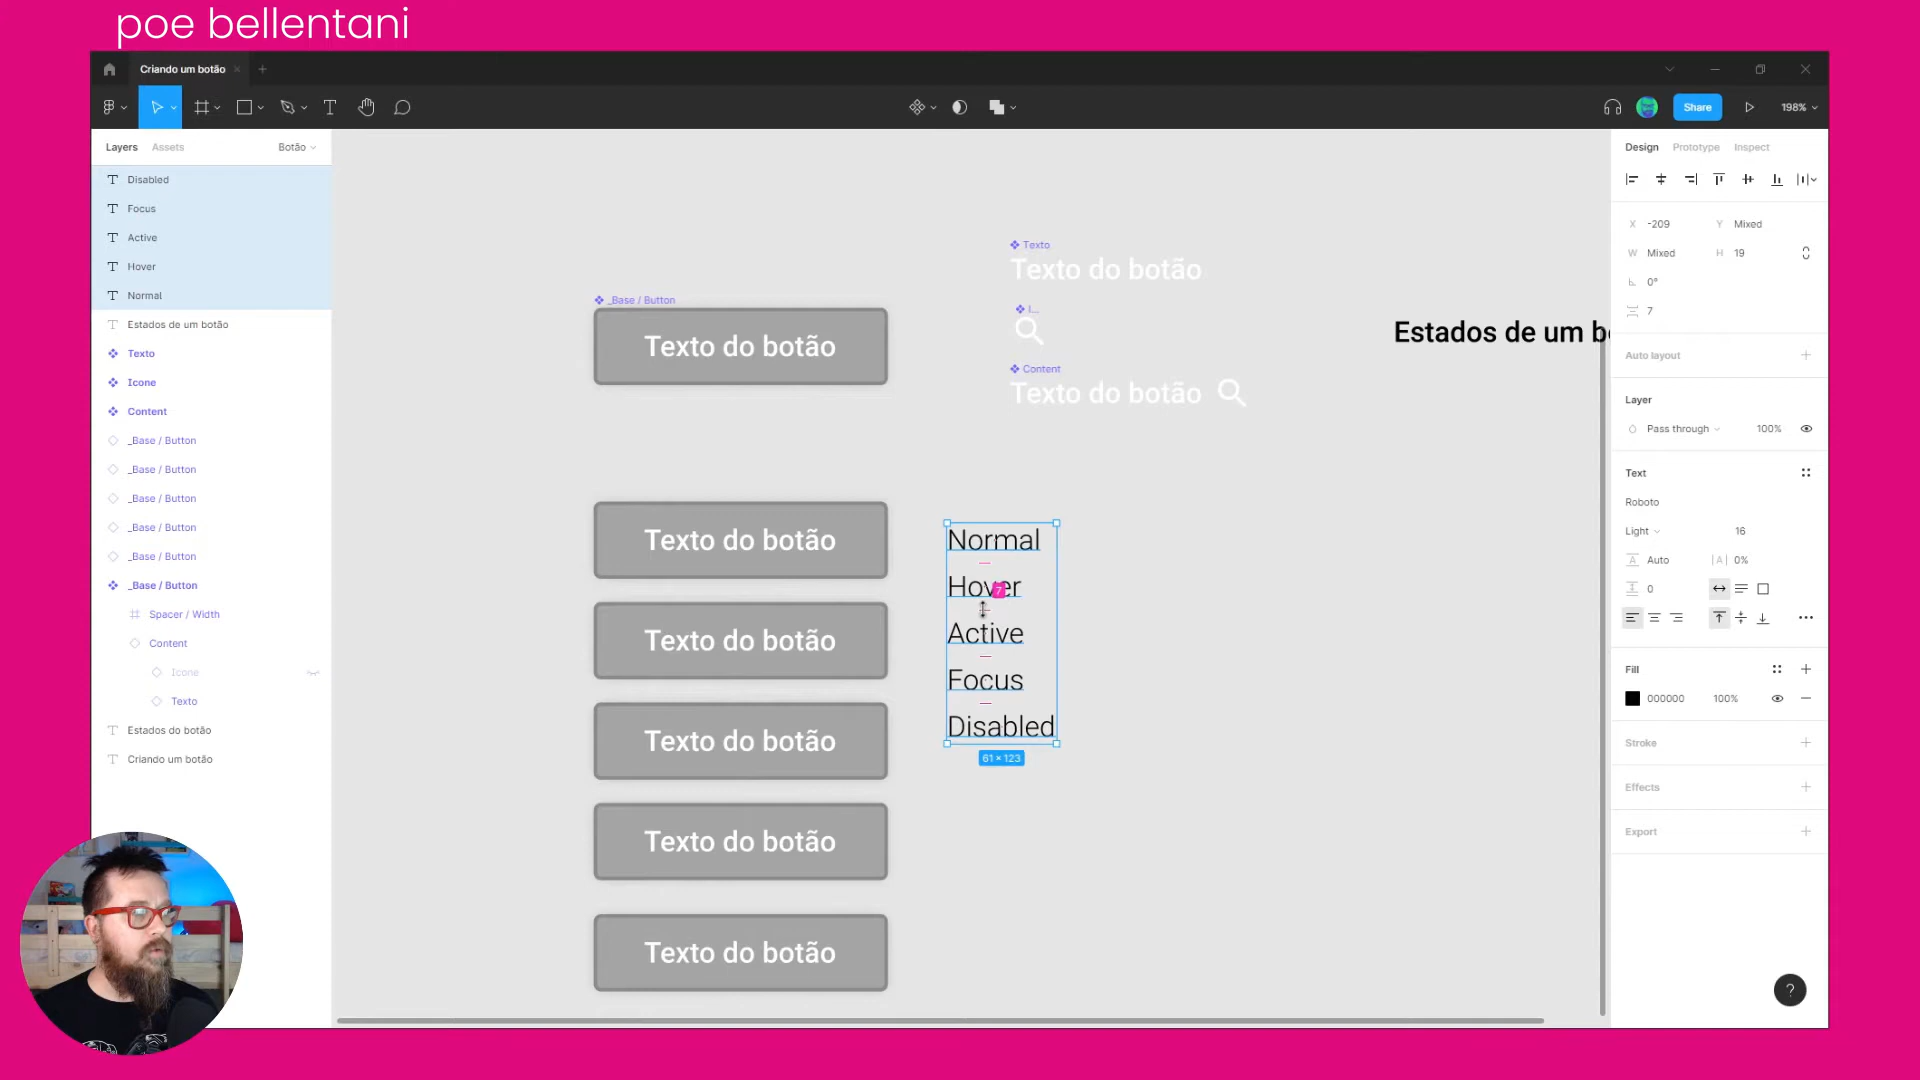 poe bellentani
Criando um botão
Share
198%
Layers
Assets
Botão
Disabled
Focus
Active
Hover
Normal
Estados de um botão
Texto
Icone
Content
_Base / Button
_Base / Button
_Base / Button
_Base / Button
_Base / Button
_Base / Button
Spacer / Width
Content
Icone
Texto
Estados do botão
Criando um botão
_Base / Button
Texto do botão
Texto do botão
Texto do botão
Texto do botão
Texto do botão
Texto do botão
Texto
Texto do botão
I...
Content
Texto do botão
Estados de um b
Normal
Hover
7
Active
Focus
Disabled
61 × 123
Design
Prototype
Inspect
X -209
Y Mixed
W Mixed
H 19
0°
7
Auto layout
Layer
Pass through
100%
Text
Roboto
Light
16
Auto
|A| 0%
0
Fill
000000
100%
Stroke
Effects
Export
?